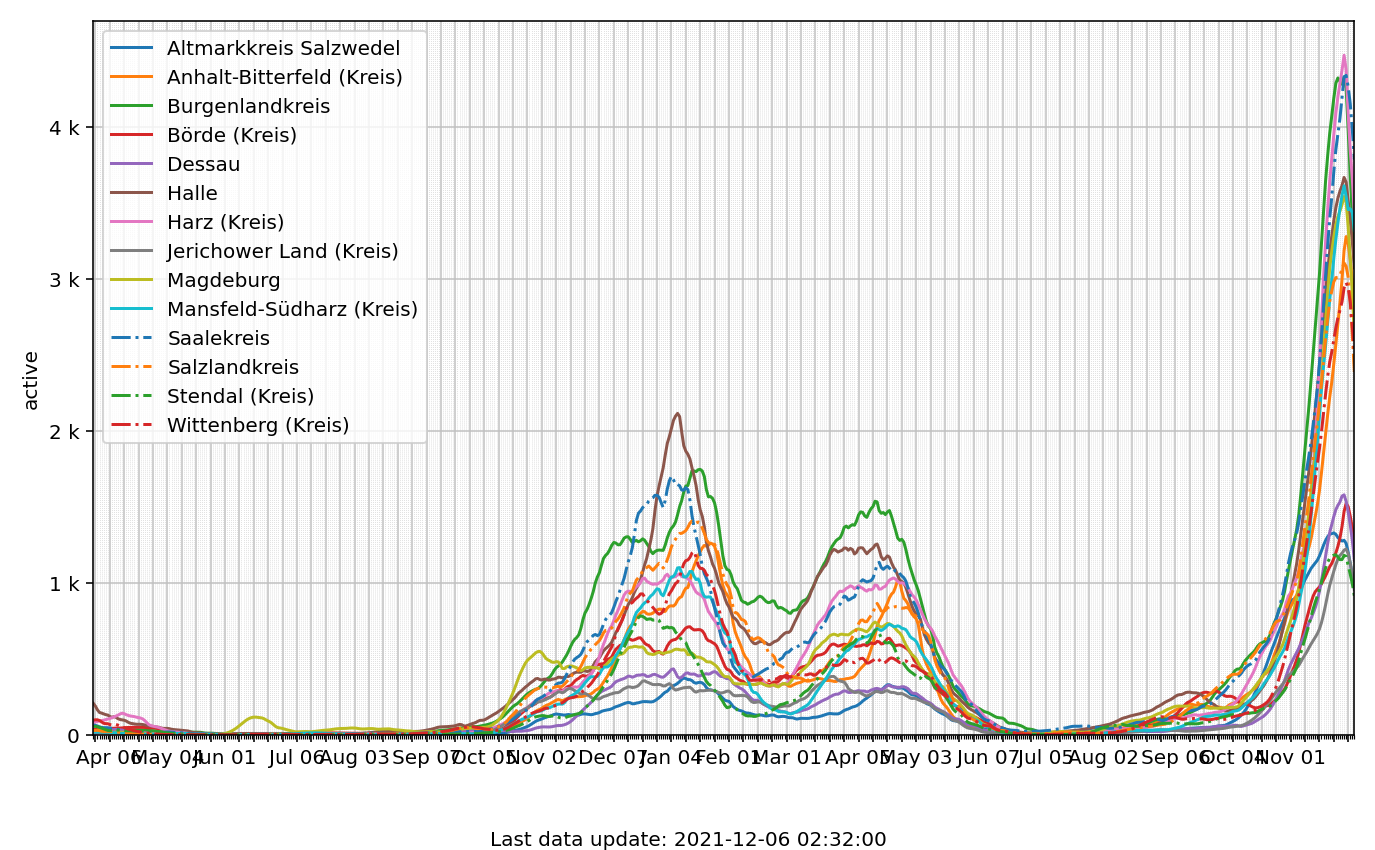 4 k
3 k
2 k
1 k
0
active
Altmarkkreis Salzwedel
Anhalt-Bitterfeld (Kreis)
Burgenlandkreis
Börde (Kreis)
Dessau
Halle
Harz (Kreis)
Jerichower Land (Kreis)
Magdeburg
Mansfeld-Südharz (Kreis)
Saalekreis
Salzlandkreis
Stendal (Kreis)
Wittenberg (Kreis)
Apr 06 May 04 Jun 01 Jul 06 Aug 03 Sep 07 Oct 05 Nov 02 Dec 07 Jan 04 Feb 01 Mar 01 Apr 05 May 03 Jun 07 Jul 05 Aug 02 Sep 06 Oct 04 Nov 01
Last data update: 2021-12-06 02:32:00